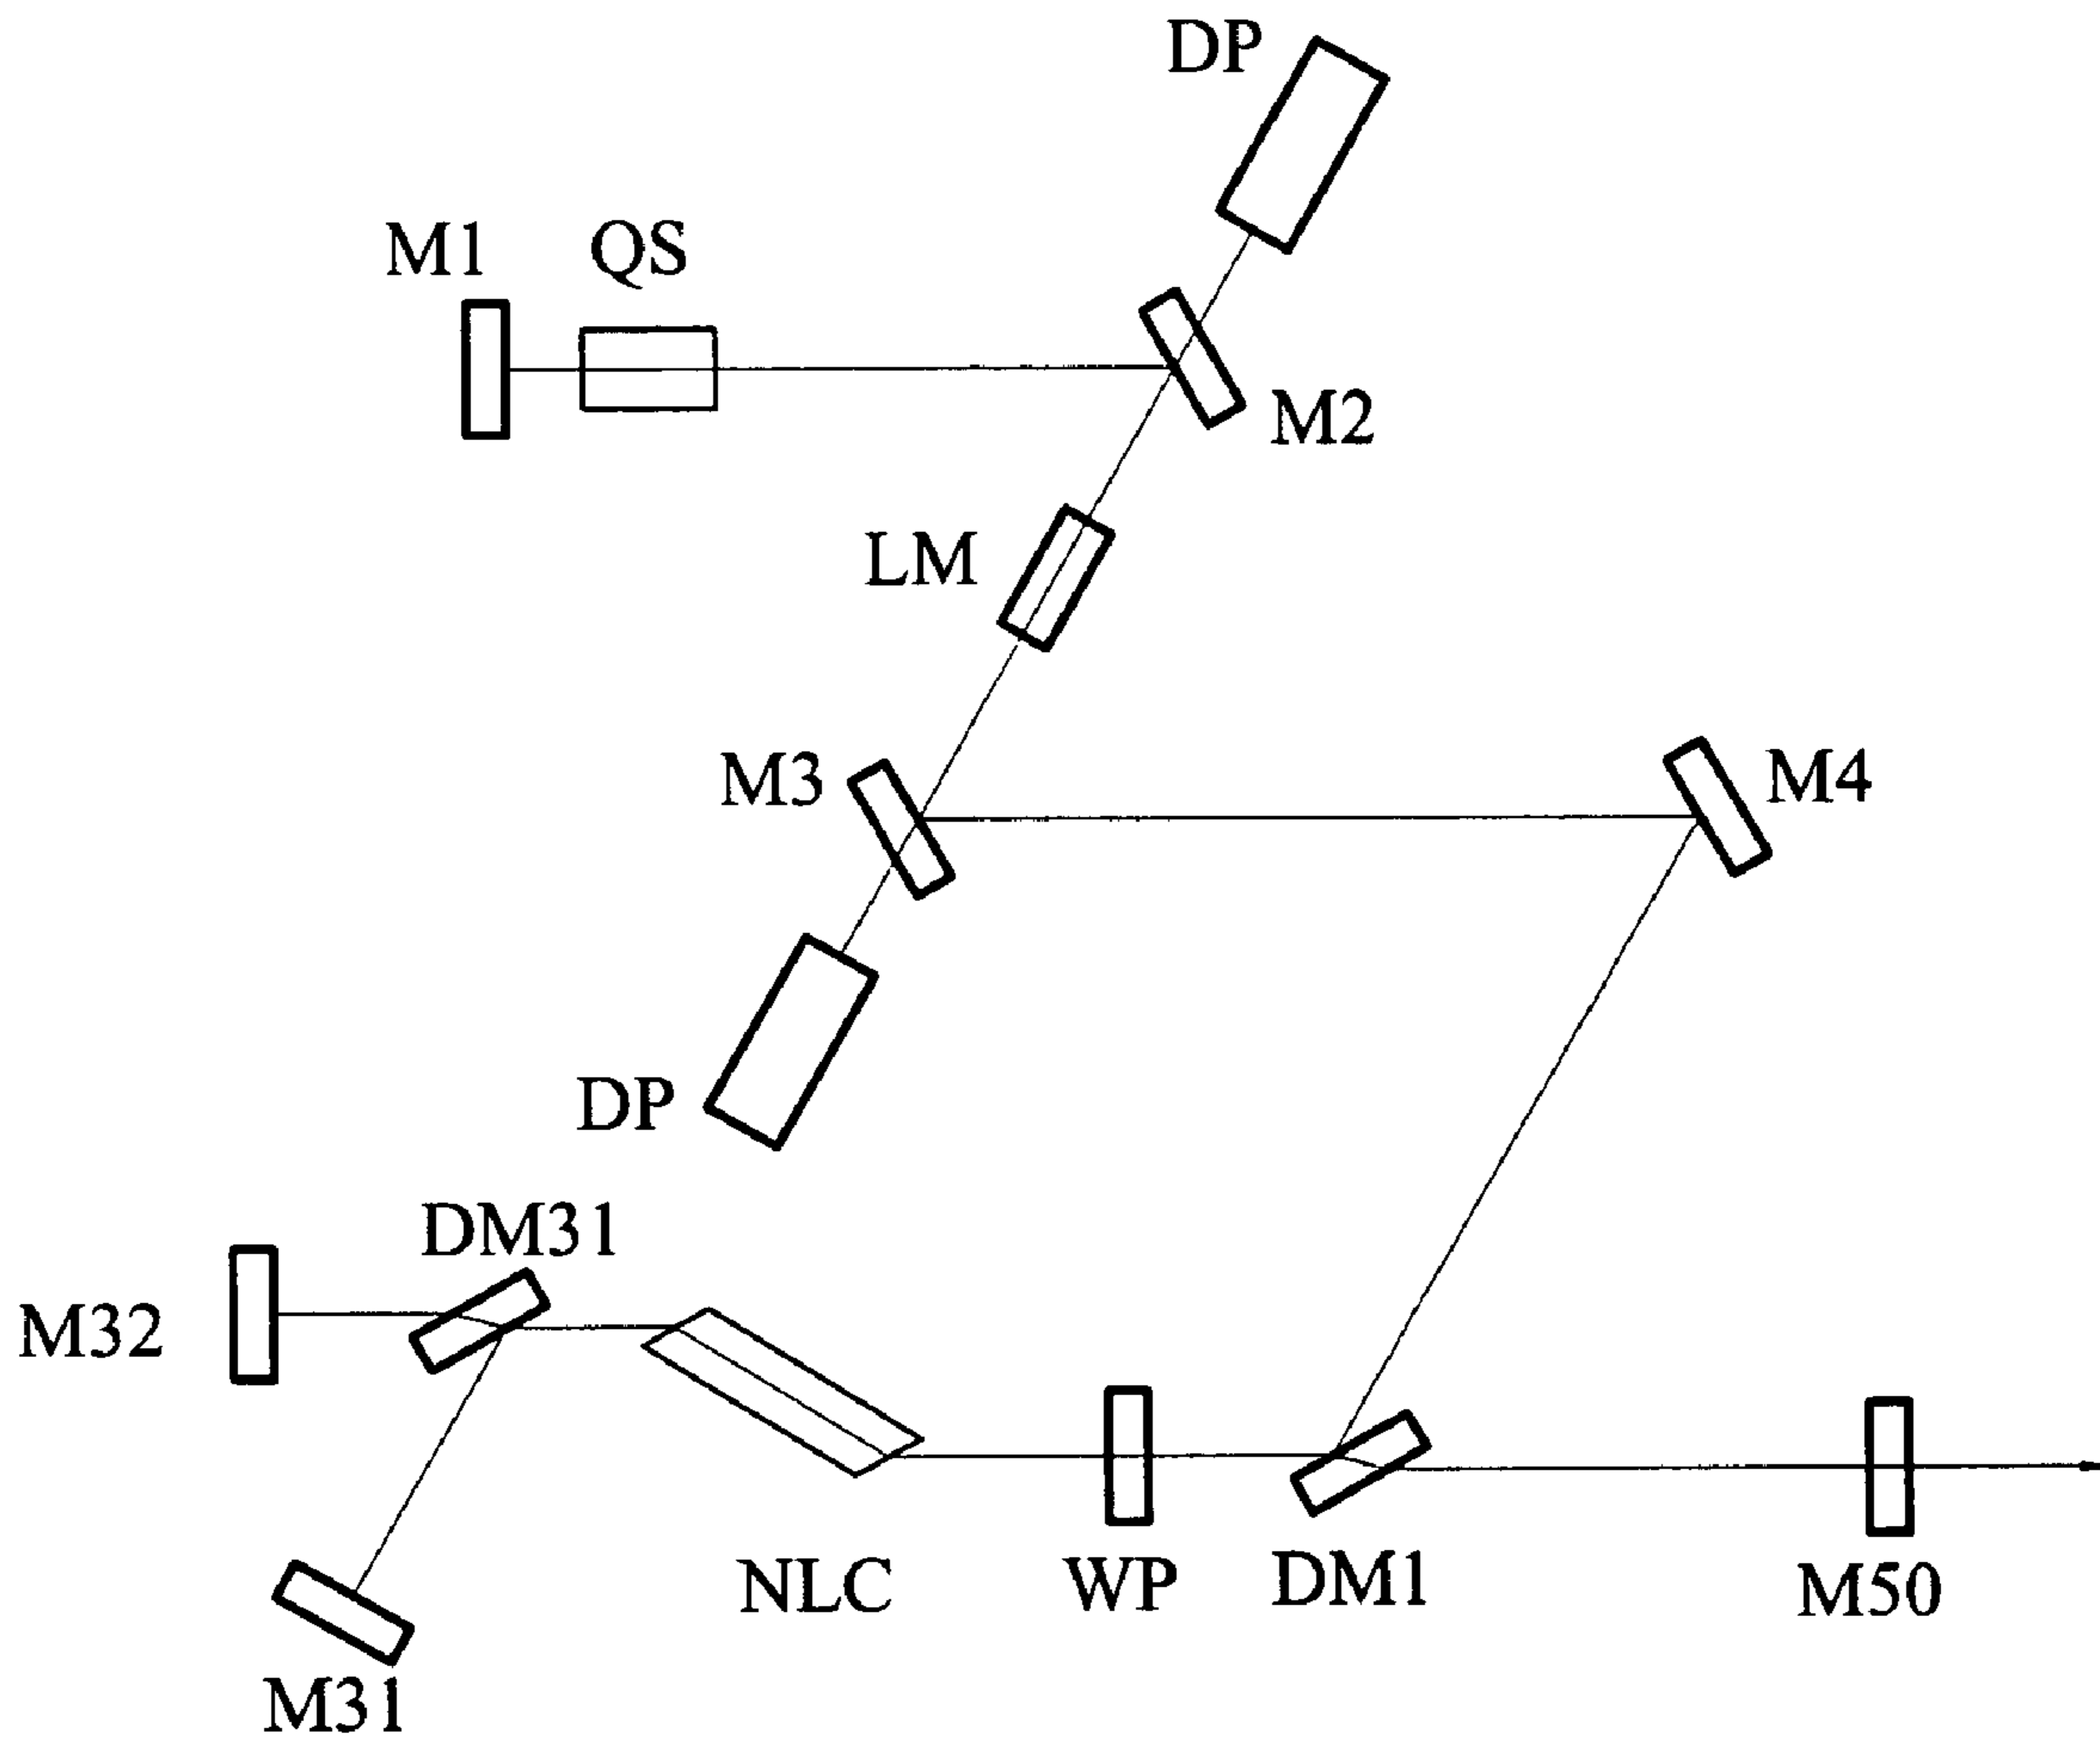 DP
M1 QS
M2
LM
M3 M4
DP
DM31
M32
NLC WP DM1 M50
M31